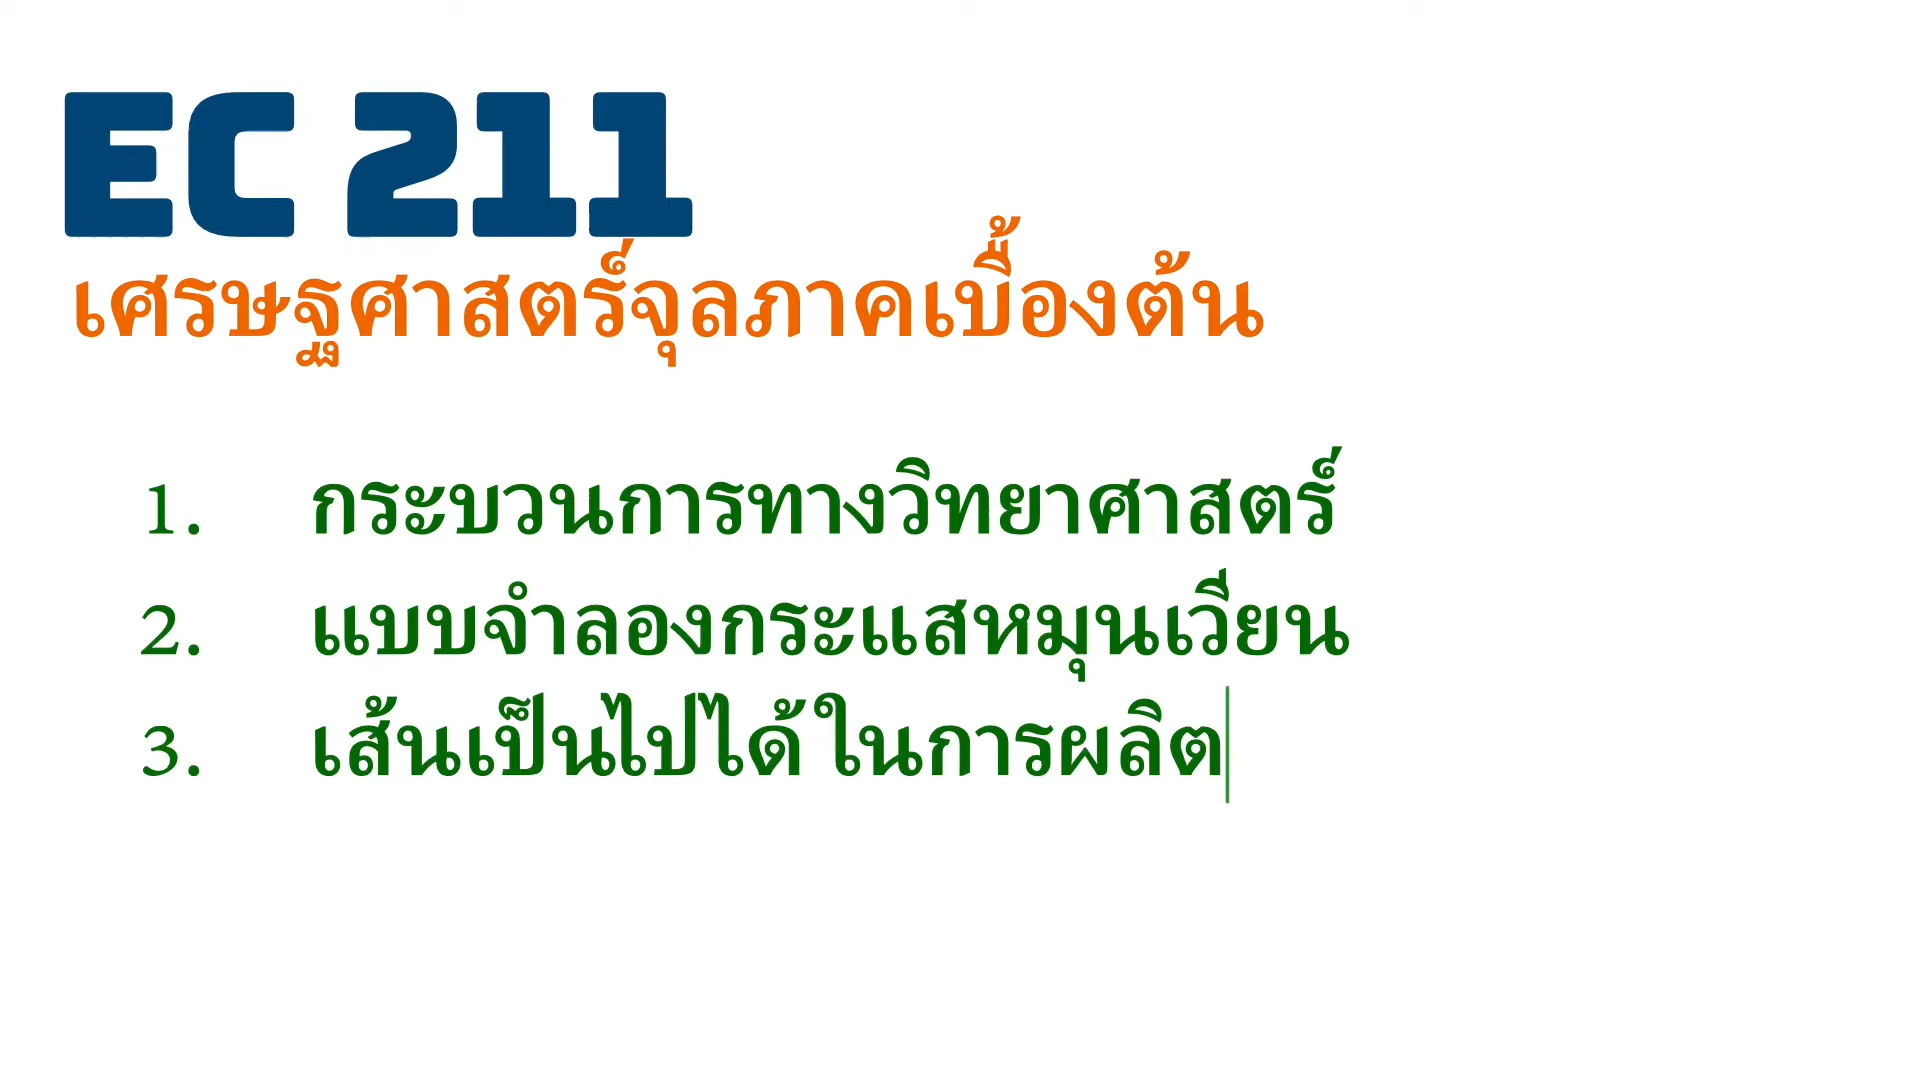 EC 211
เศรษฐศาสตร์จุลภาคเบื้องต้น
1. กระบวนการทางวิทยาศาสตร์
2. แบบจำลองกระแสหมุนเวียน
3. เส้นเป็นไปได้ในการผลิต